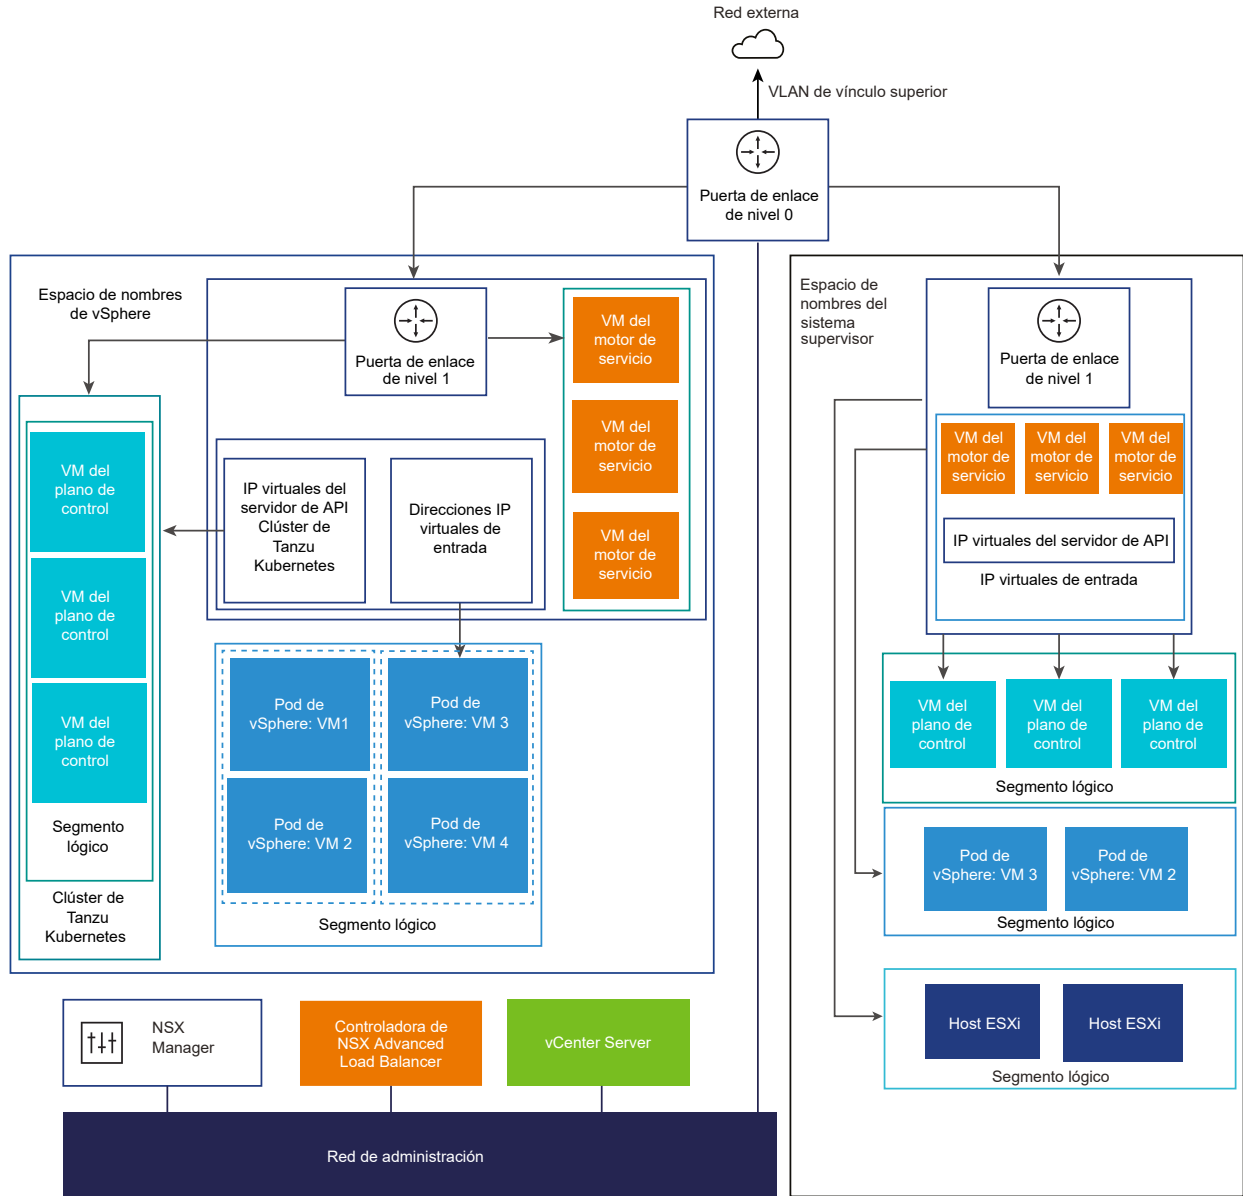 Red externa
VLAN de vínculo superior
Puerta de enlace
de nivel 0
Espacio de nombres
de vSphere
Puerta de enlace
de nivel 1
VM del
motor de
servicio
VM del
motor de
servicio
VM del
motor de
servicio
IP virtuales del
servidor de API
Clúster de
Tanzu
Kubernetes
Direcciones IP
virtuales de
entrada
VM del
plano de
control
VM del
plano de
control
VM del
plano de
control
Segmento
lógico
Clúster de
Tanzu
Kubernetes
Pod de
vSphere: VM1
Pod de
vSphere: VM 3
Pod de
vSphere: VM 2
Pod de
vSphere: VM 4
Segmento lógico
Espacio de
nombres del
sistema
supervisor
Puerta de enlace
de nivel 1
VM del
motor de
servicio
VM del
motor de
servicio
VM del
motor de
servicio
IP virtuales del servidor de API
IP virtuales de entrada
VM del
plano de
control
VM del
plano de
control
VM del
plano de
control
Segmento lógico
Pod de
vSphere: VM 3
Pod de
vSphere: VM 2
Segmento lógico
Host ESXi
Host ESXi
Segmento lógico
NSX
Manager
Controladora de
NSX Advanced
Load Balancer
vCenter Server
Red de administración